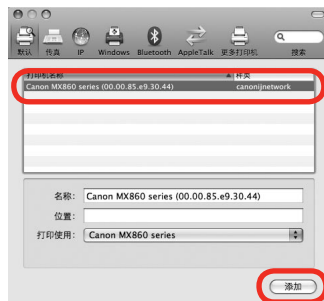 默认 传真 IP Windows Bluetooth AppleTalk 更多打印机 搜索
打印机名称 种类
Canon MX860 series (00.00.85.e9.30.44) canonijnetwork
名称: Canon MX860 series (00.00.85.e9.30.44)
位置:
打印使用: Canon MX860 series
添加